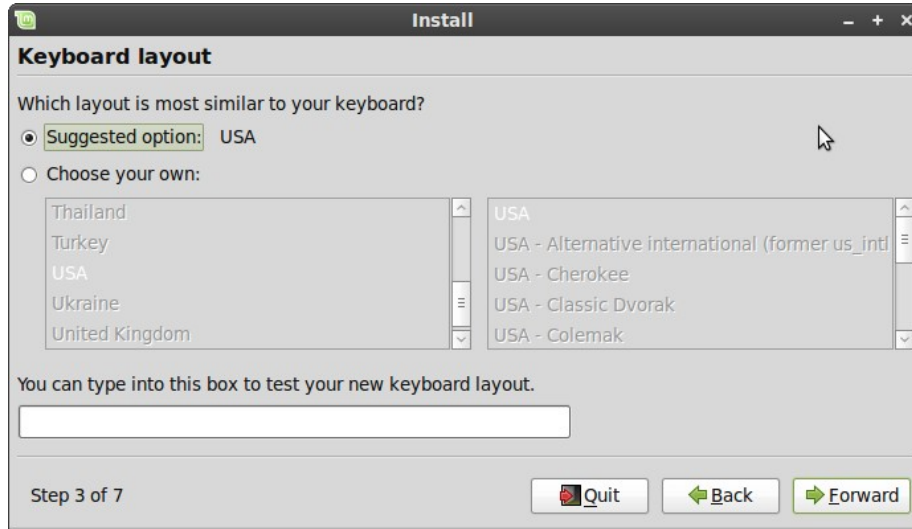 Install
Keyboard layout
Which layout is most similar to your keyboard?
Suggested option: USA
Choose your own:
Thailand
Turkey
USA
Ukraine
United Kingdom
USA
USA - Alternative international (former us_intl
USA - Cherokee
USA - Classic Dvorak
USA - Colemak
You can type into this box to test your new keyboard layout.
Step 3 of 7
Quit
Back
Forward